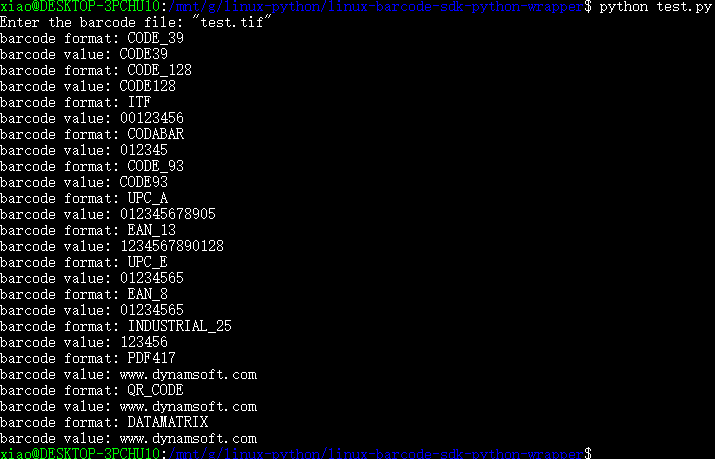 xiao@DESKTOP-3PCHU10:/mnt/g/linux-python/linux-barcode-sdk-python-wrapper$ python test.py
Enter the barcode file: "test.tif"
barcode format: CODE_39
barcode value: CODE39
barcode format: CODE_128
barcode value: CODE128
barcode format: ITF
barcode value: 00123456
barcode format: CODABAR
barcode value: 012345
barcode format: CODE_93
barcode value: CODE93
barcode format: UPC_A
barcode value: 012345678905
barcode format: EAN_13
barcode value: 1234567890128
barcode format: UPC_E
barcode value: 01234565
barcode format: EAN_8
barcode value: 01234565
barcode format: INDUSTRIAL_25
barcode value: 123456
barcode format: PDF417
barcode value: www.dynamsoft.com
barcode format: QR_CODE
barcode value: www.dynamsoft.com
barcode format: DATAMATRIX
barcode value: www.dynamsoft.com
xiao@DESKTOP-3PCHU10:/mnt/g/linux-python/linux-barcode-sdk-python-wrapper$